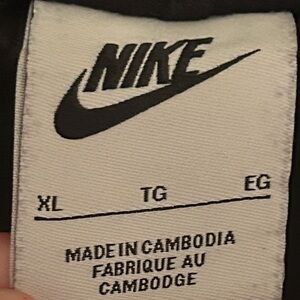 NIKE
XL TG EG
MADE IN CAMBODIA
FABRIQUE AU
CAMBODGE